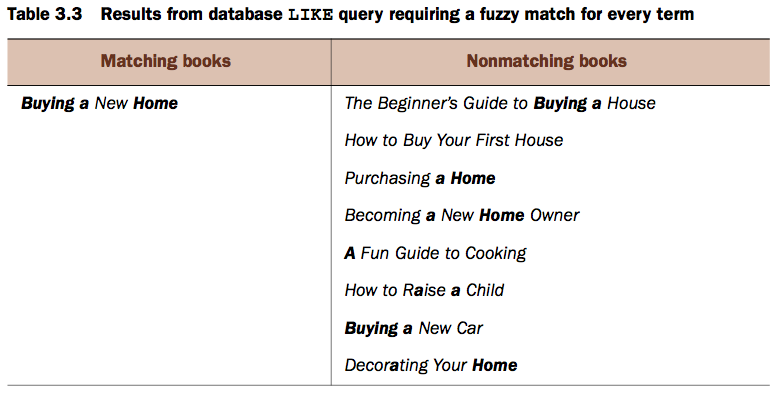 Table 3.3 Results from database LIKE query requiring a fuzzy match for every term
Matching books
Nonmatching books
Buying a New Home
The Beginner’s Guide to Buying a House
How to Buy Your First House
Purchasing a Home
Becoming a New Home Owner
A Fun Guide to Cooking
How to Raise a Child
Buying a New Car
Decorating Your Home